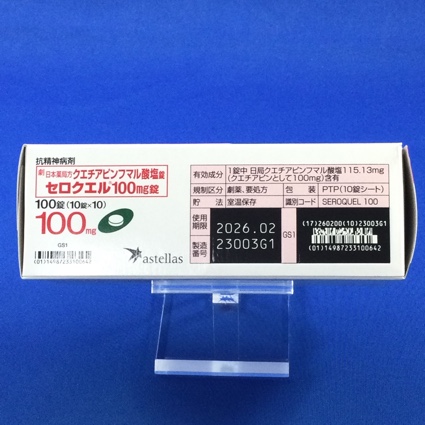 抗精神病剤
劇 日本薬局方 クエチアピンフマル酸塩錠
セロクエル®100mg錠
100錠(10錠×10)
100mg
GS1
(01)14987233100642
astellas
有効成分 1錠中 日局クエチアピンフマル酸塩115.13mg
(クエチアピンとして100mg)含有
規制区分 劇薬、要処方 包装 PTP(10錠シート)
貯法 室温保存 識別コード SEROQUEL 100
使用期限 2026.02
製造番号 23003G1
GS1
(17)260200(10)23003G1
(01)14987233100642